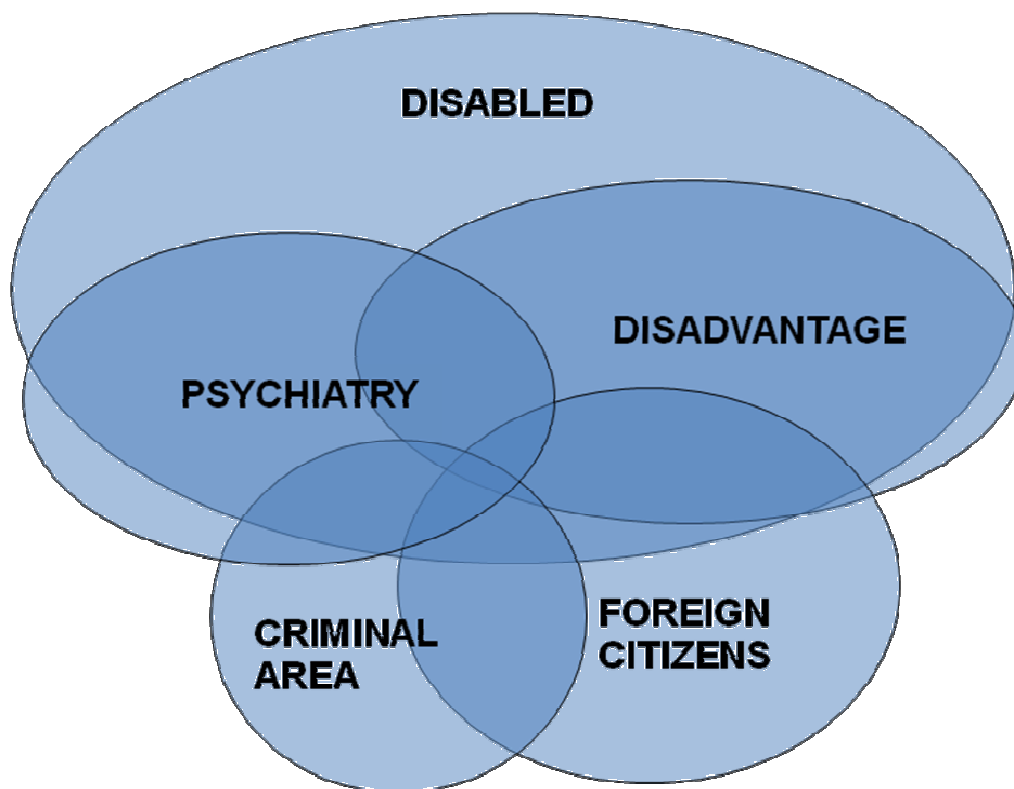 DISABLED
DISADVANTAGE
PSYCHIATRY
CRIMINAL
AREA
FOREIGN
CITIZENS